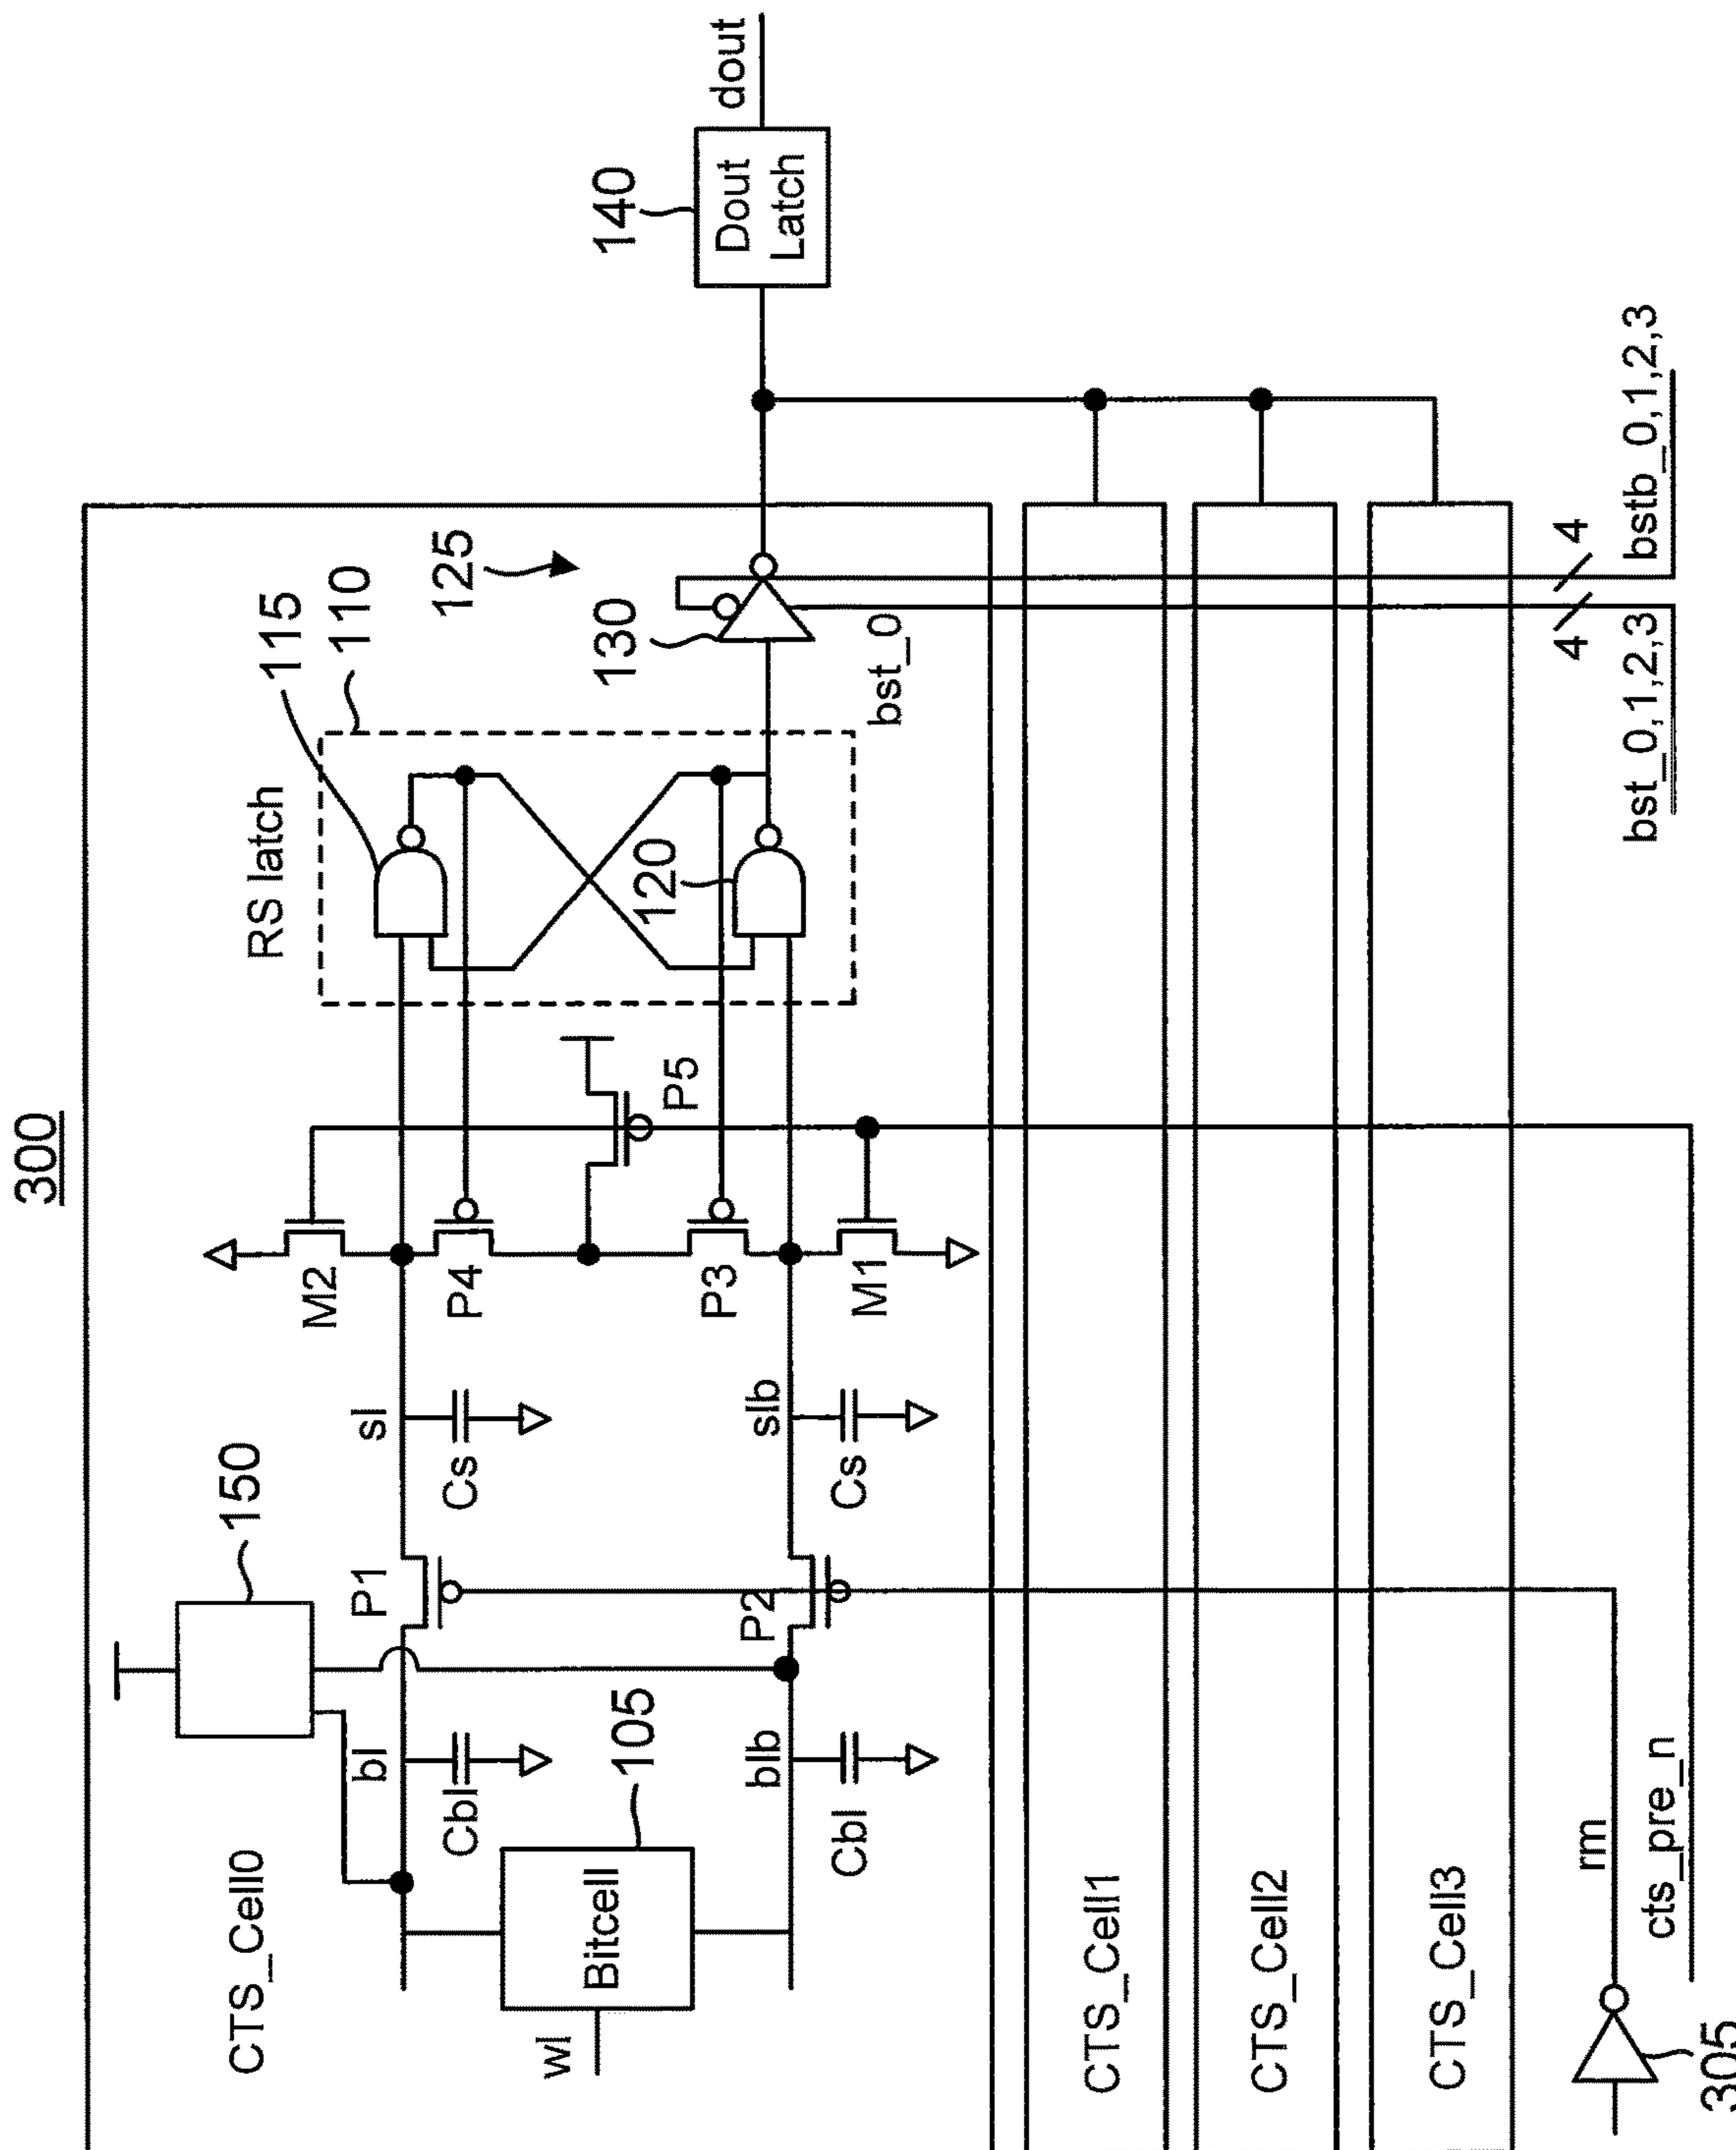 300
CTS_Cell0
150
RS latch
115
110
125
bl
P1
sl
M2
Cbl
Cs
P4
wl
Bitcell
105
P5
120
130
140
Dout
Latch
dout
blb
P2
slb
P3
Cbl
Cs
M1
bst_0
CTS_Cell1
CTS_Cell2
CTS_Cell3
305
rm
cts_pre_n
4
4
bst_0,1,2,3
bstb_0,1,2,3